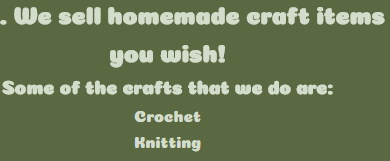 . We sell homemade craft items
you wish!
Some of the crafts that we do are:
Crochet
Knitting